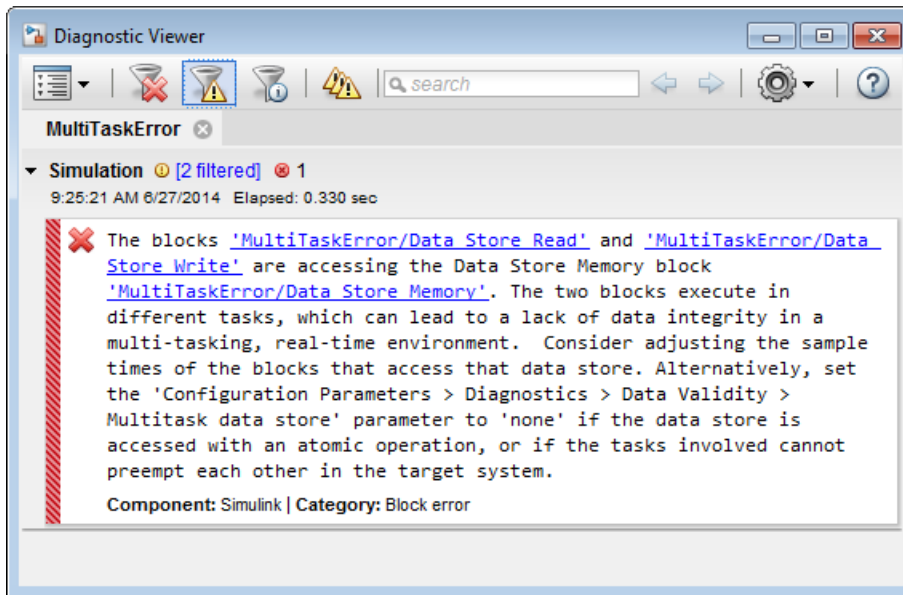 Diagnostic Viewer
search
MultiTaskError
Simulation [2 filtered] 1
9:25:21 AM 6/27/2014 Elapsed: 0.330 sec
The blocks 'MultiTaskError/Data Store Read' and 'MultiTaskError/Data
Store Write' are accessing the Data Store Memory block
'MultiTaskError/Data Store Memory'. The two blocks execute in
different tasks, which can lead to a lack of data integrity in a
multi-tasking, real-time environment.  Consider adjusting the sample
times of the blocks that access that data store. Alternatively, set
the 'Configuration Parameters > Diagnostics > Data Validity >
Multitask data store' parameter to 'none' if the data store is
accessed with an atomic operation, or if the tasks involved cannot
preempt each other in the target system.
Component: Simulink | Category: Block error